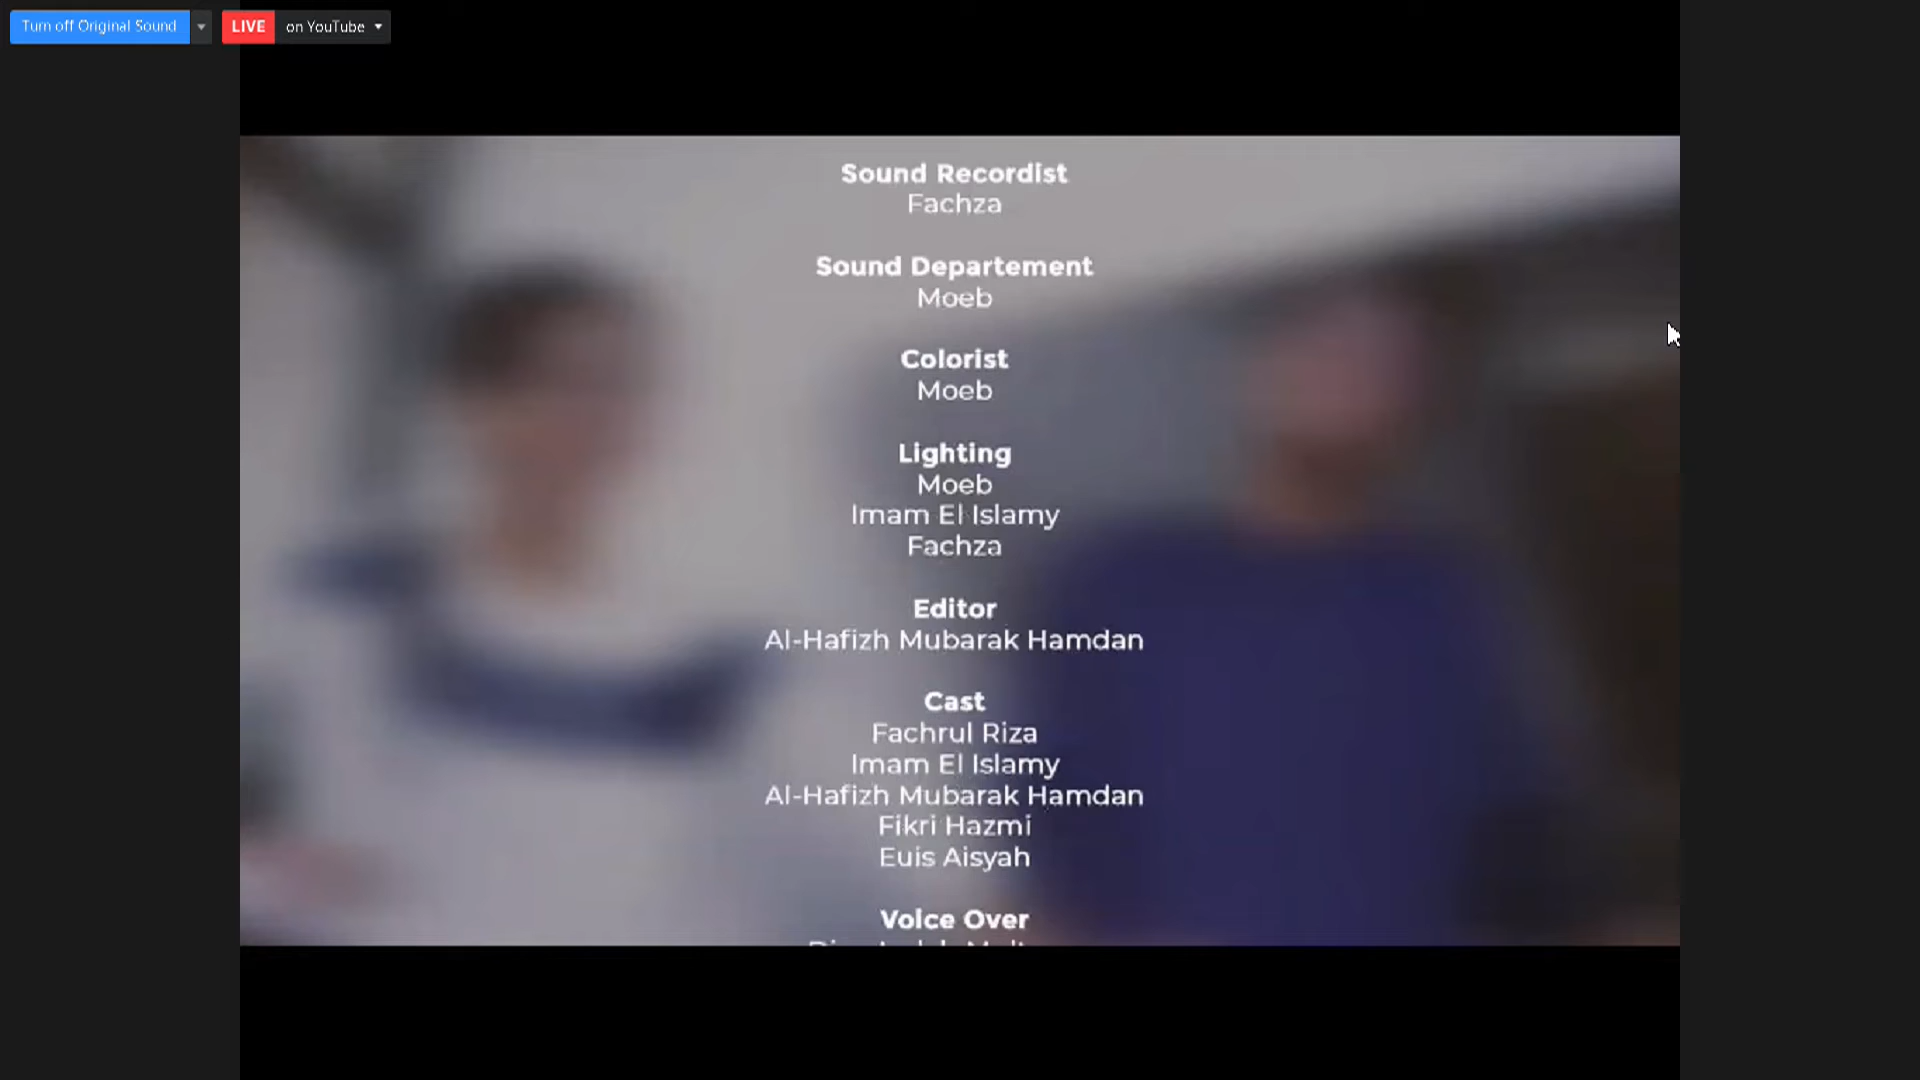 Turn off Original Sound
LIVE on YouTube
Sound Recordist
Fachza
Sound Departement
Moeb
Colorist
Moeb
Lighting
Moeb
Imam El Islamy
Fachza
Editor
Al-Hafizh Mubarak Hamdan
Cast
Fachrul Riza
Imam El Islamy
Al-Hafizh Mubarak Hamdan
Fikri Hazmi
Euis Aisyah
Voice Over